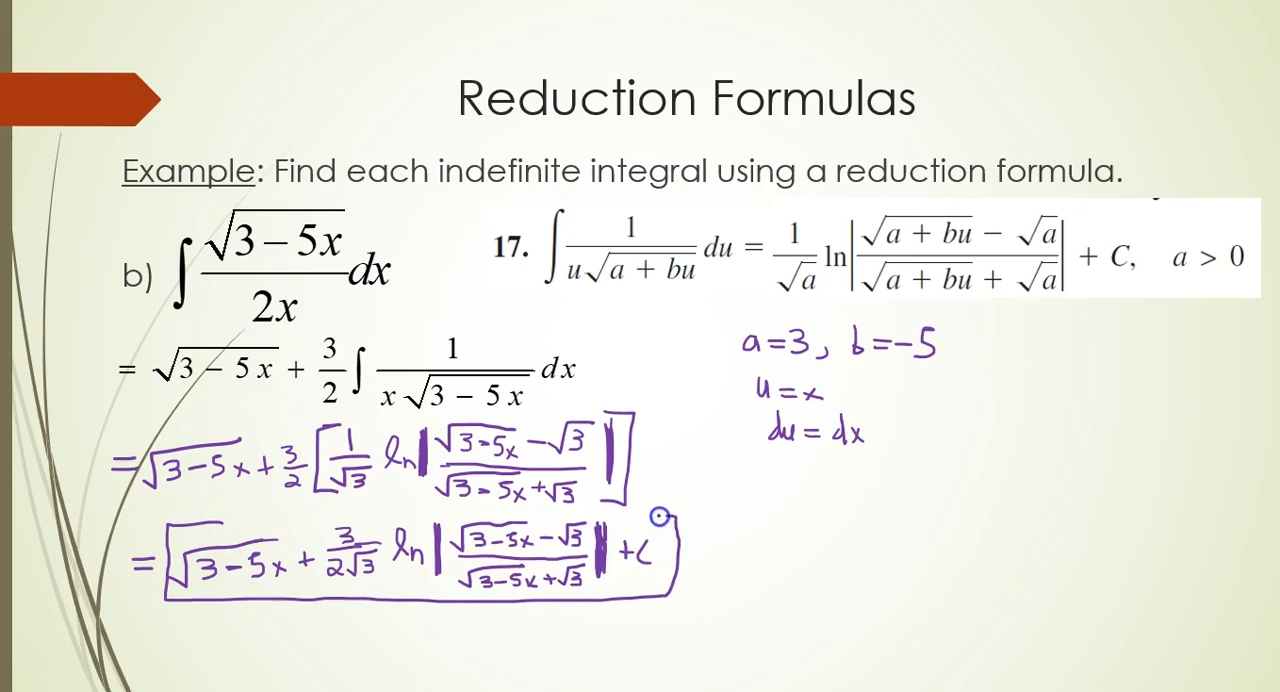 Reduction Formulas
Example: Find each indefinite integral using a reduction formula.
b) ∫ √(3 − 5x) / 2x dx
17. ∫ 1 / (u√(a + bu)) du = 1/√a ln |(√(a + bu) − √a) / (√(a + bu) + √a)| + C, a > 0
= √(3 − 5x) + 3/2 ∫ 1 / (x√(3 − 5x)) dx
a = 3, b = −5
u = x
du = dx
= √(3−5x) + 3/2 [1/√3 ln |(√(3−5x) − √3) / (√(3−5x) + √3)|]
= √(3−5x) + 3/(2√3) ln |(√(3−5x) − √3) / (√(3−5x) + √3)| + C